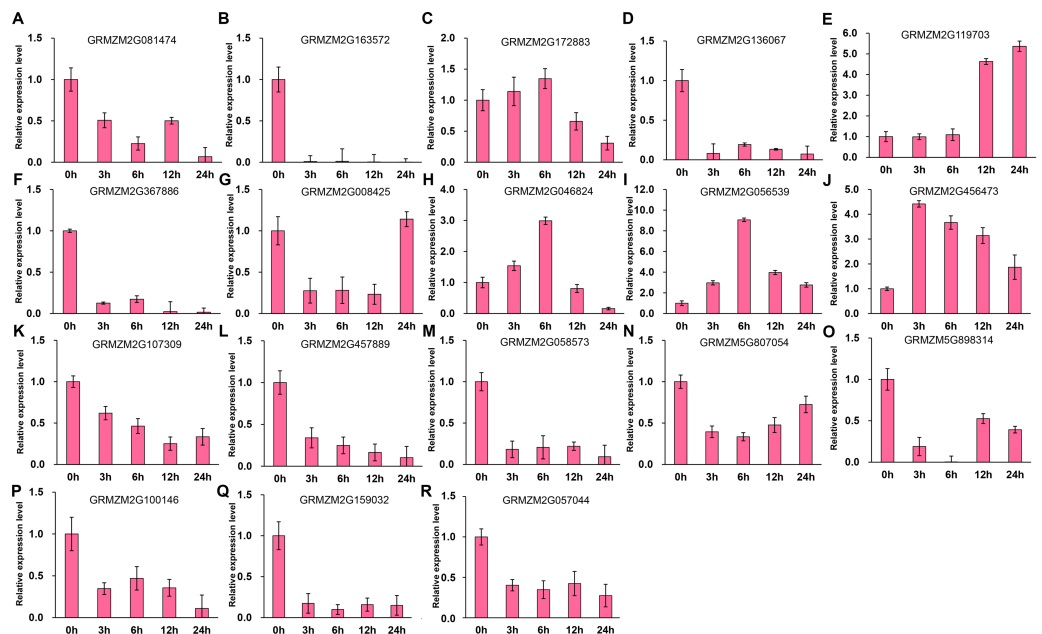 A
GRMZM2G081474
Relative expression level
1.5
1.0
0.5
0.0
0h 3h 6h 12h 24h
B
GRMZM2G163572
Relative expression level
1.5
1.0
0.5
0.0
0h 3h 6h 12h 24h
C
GRMZM2G172883
Relative expression level
2.0
1.5
1.0
0.5
0.0
0h 3h 6h 12h 24h
D
GRMZM2G136067
Relative expression level
1.5
1.0
0.5
0.0
0h 3h 6h 12h 24h
E
GRMZM2G119703
Relative expression level
6.0
5.0
4.0
3.0
2.0
1.0
0.0
0h 3h 6h 12h 24h
F
GRMZM2G367886
Relative expression level
1.5
1.0
0.5
0.0
0h 3h 6h 12h 24h
G
GRMZM2G008425
Relative expression level
1.5
1.0
0.5
0.0
0h 3h 6h 12h 24h
H
GRMZM2G046824
Relative expression level
4.0
3.0
2.0
1.0
0.0
0h 3h 6h 12h 24h
I
GRMZM2G056539
Relative expression level
12.0
10.0
8.0
6.0
4.0
2.0
0.0
0h 3h 6h 12h 24h
J
GRMZM2G456473
Relative expression level
5.0
4.0
3.0
2.0
1.0
0.0
0h 3h 6h 12h 24h
K
GRMZM2G107309
Relative expression level
1.5
1.0
0.5
0.0
0h 3h 6h 12h 24h
L
GRMZM2G457889
Relative expression level
1.5
1.0
0.5
0.0
0h 3h 6h 12h 24h
M
GRMZM2G058573
Relative expression level
1.5
1.0
0.5
0.0
0h 3h 6h 12h 24h
N
GRMZM5G807054
Relative expression level
1.5
1.0
0.5
0.0
0h 3h 6h 12h 24h
O
GRMZM5G898314
Relative expression level
1.5
1.0
0.5
0.0
0h 3h 6h 12h 24h
P
GRMZM2G100146
Relative expression level
1.5
1.0
0.5
0.0
0h 3h 6h 12h 24h
Q
GRMZM2G159032
Relative expression level
1.5
1.0
0.5
0.0
0h 3h 6h 12h 24h
R
GRMZM2G057044
Relative expression level
1.5
1.0
0.5
0.0
0h 3h 6h 12h 24h